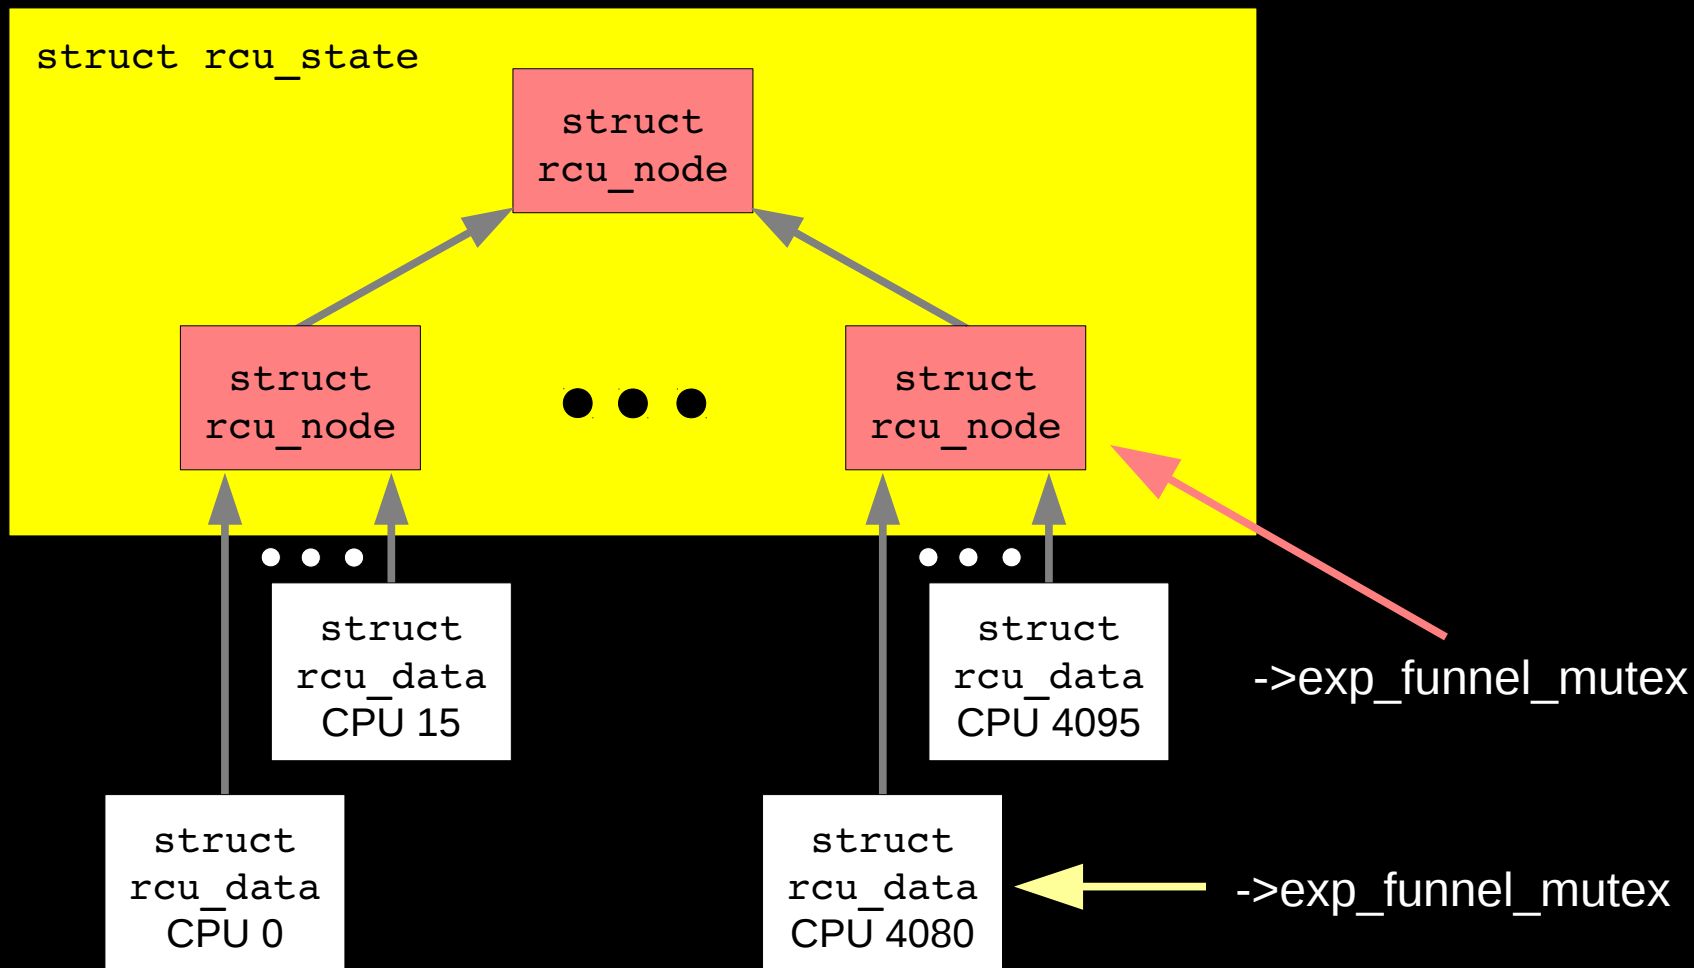 struct rcu_state
struct
rcu_node
struct
rcu_node
struct
rcu_node
struct
rcu_data
CPU 15
struct
rcu_data
CPU 4095
->exp_funnel_mutex
struct
rcu_data
CPU 0
struct
rcu_data
CPU 4080
->exp_funnel_mutex